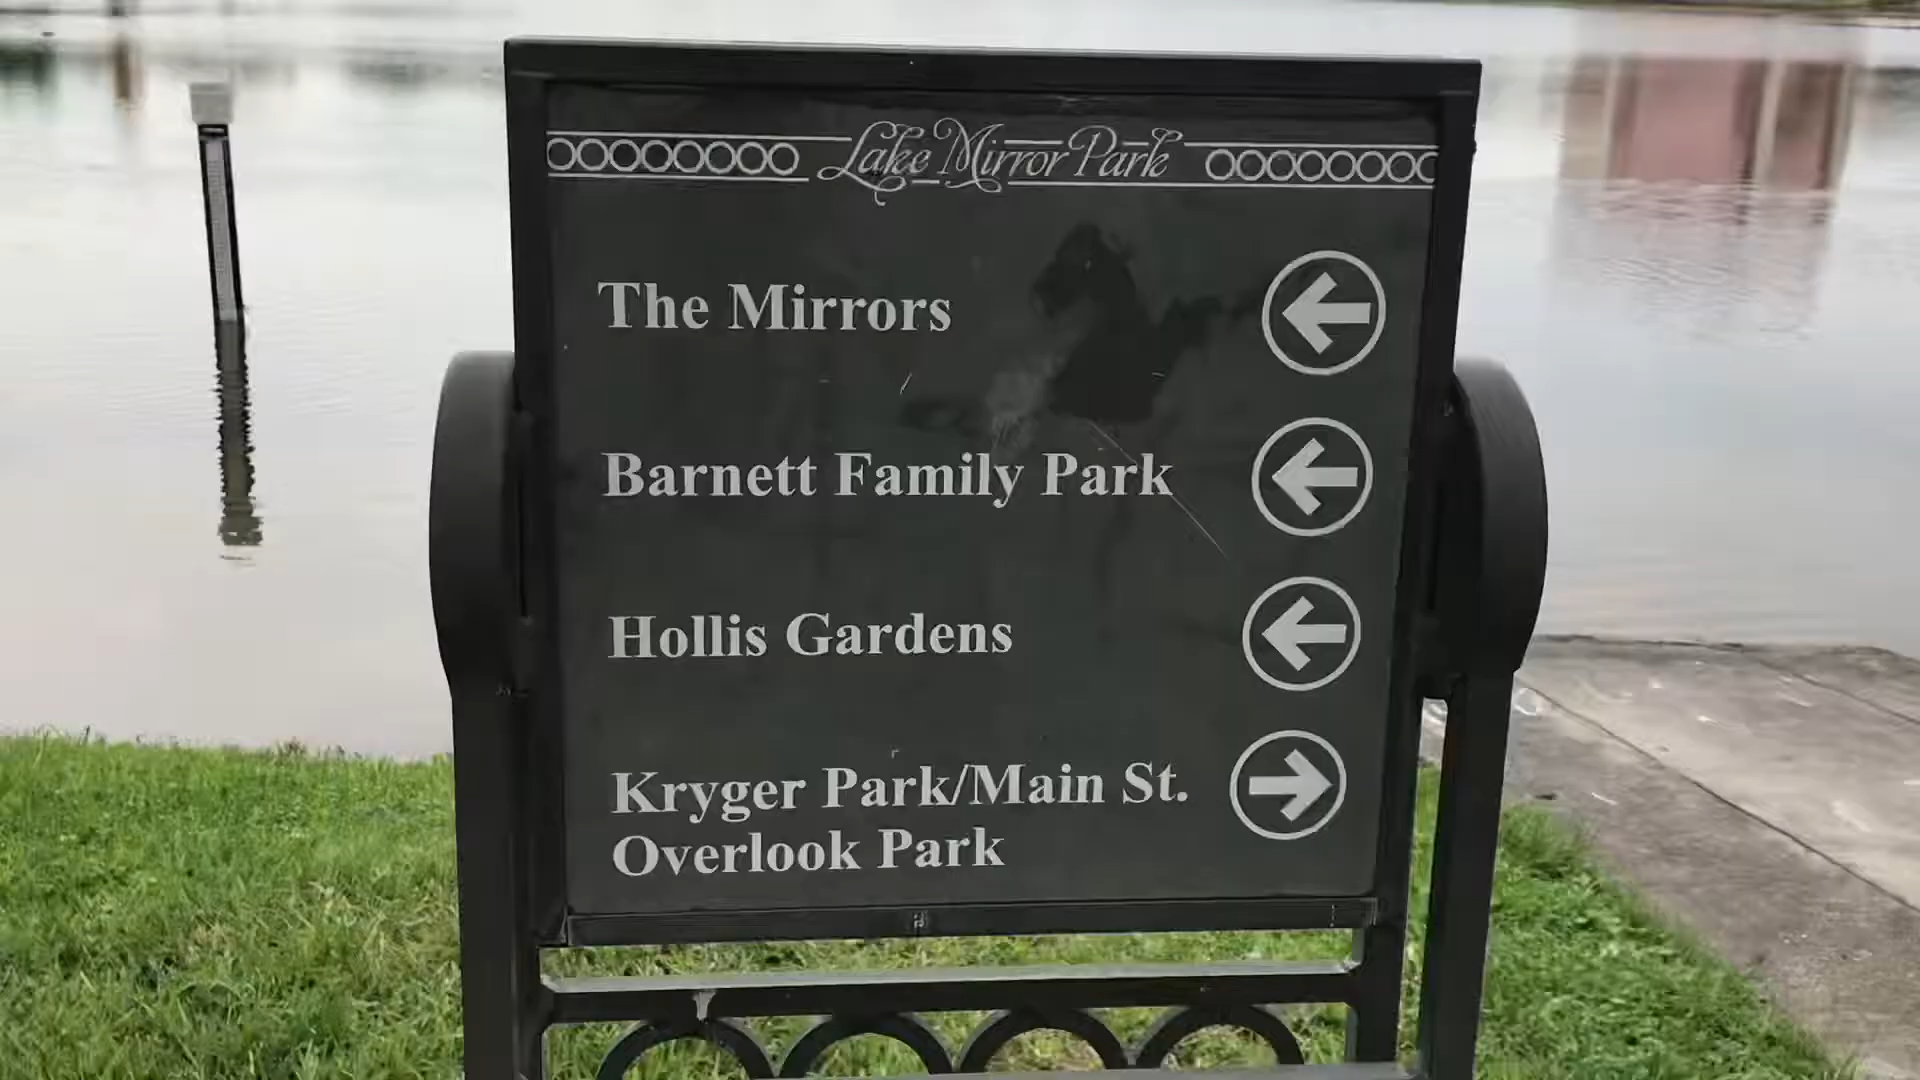 Lake Mirror Park
The Mirrors
Barnett Family Park
Hollis Gardens
Kryger Park/Main St.
Overlook Park